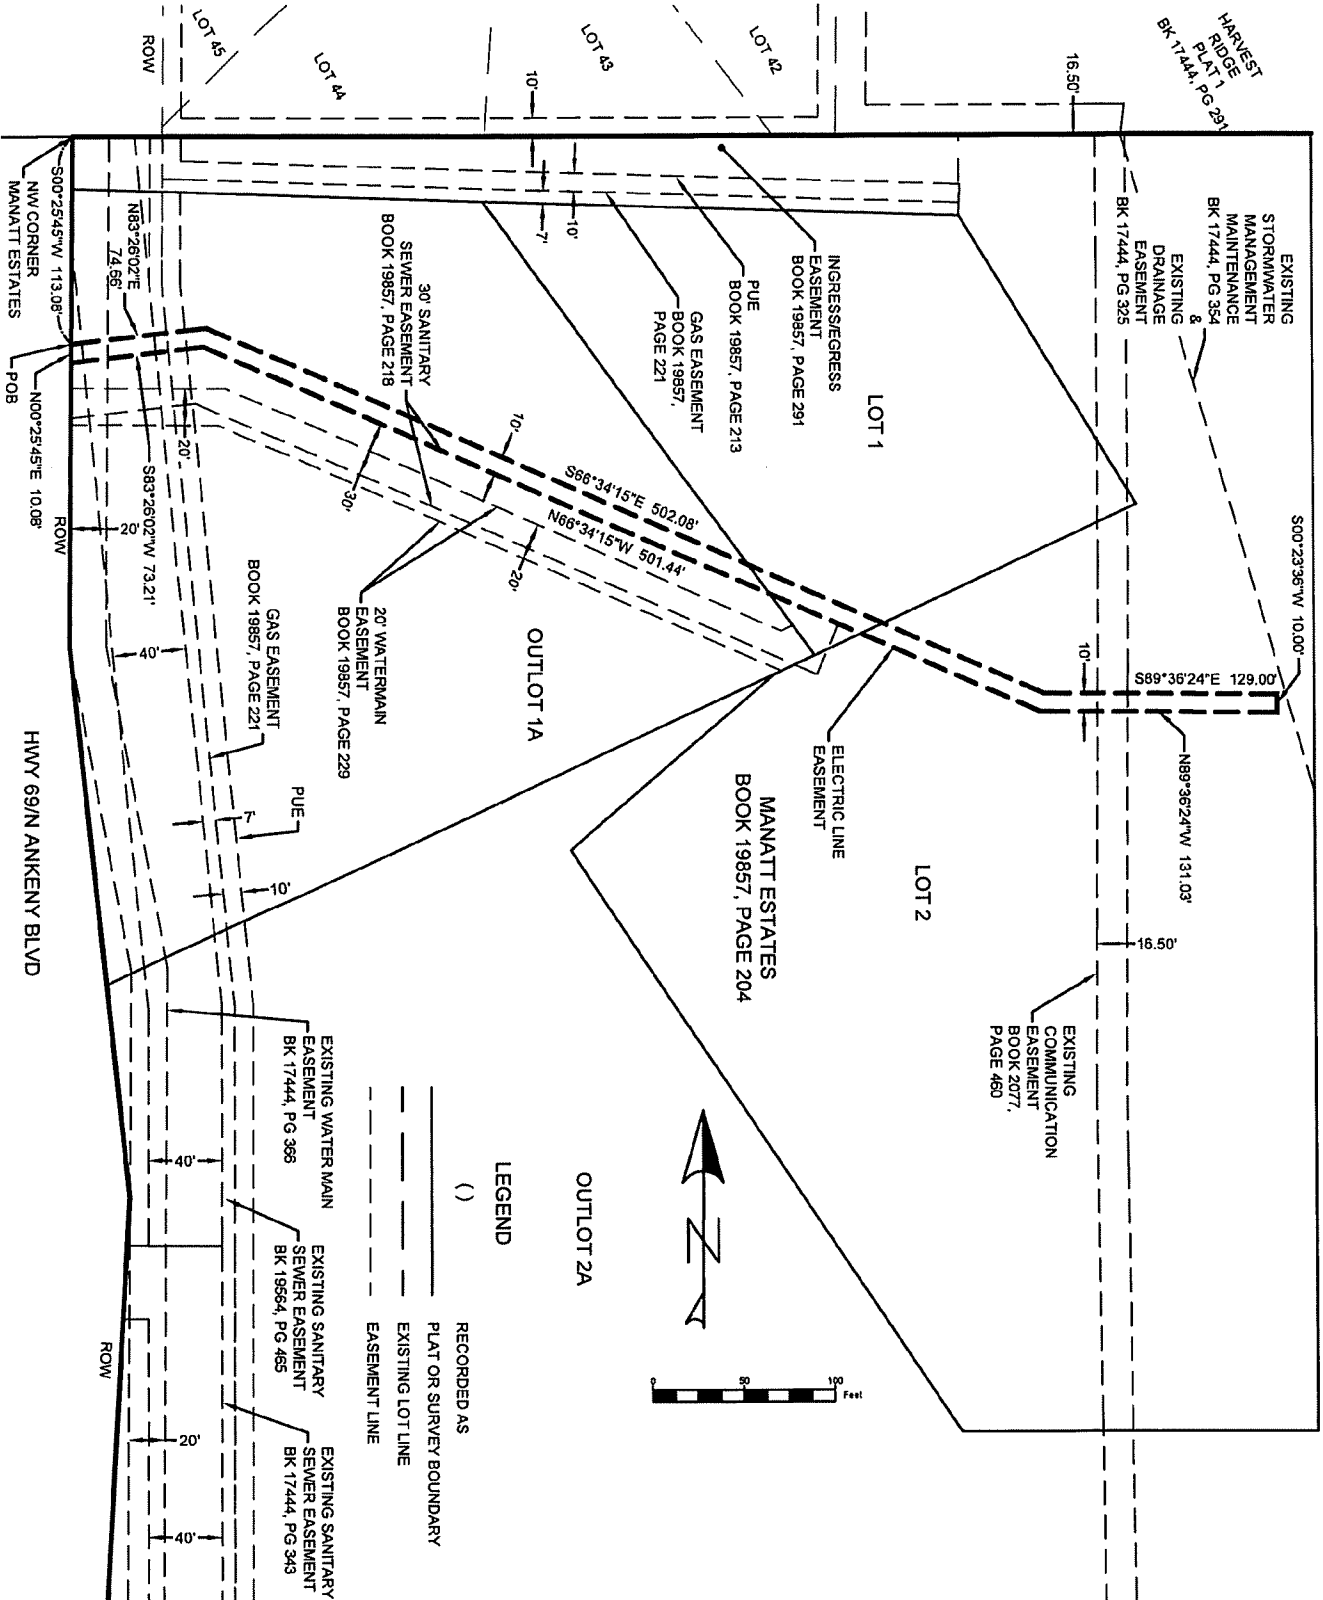 HARVEST
RIDGE
PLAT 1
BK 17444, PG 291
16.50'
LOT 42
LOT 43
10'
LOT 44
LOT 45
ROW
EXISTING
STORMWATER
MANAGEMENT
MAINTENANCE
BK 17444, PG 354
&
EXISTING
DRAINAGE
EASEMENT
BK 17444, PG 325
INGRESS/EGRESS
EASEMENT
BOOK 19857, PAGE 291
PUE
BOOK 19857, PAGE 213
GAS EASEMENT
BOOK 19857,
PAGE 221
10'
7'
LOT 1
30' SANITARY
SEWER EASEMENT
BOOK 19857, PAGE 218
N83°26'02"E
74.66'
S00°25'45"W 113.08'
NW CORNER
MANATT ESTATES
POB
N00°25'45"E 10.08'
S83°26'02"W 73.21'
20'
30'
10'
S66°34'15"E 502.08'
N66°34'15"W 501.44'
20'
S00°23'36"W 10.00'
S89°36'24"E 129.00'
10'
N89°36'24"W 131.03'
ELECTRIC LINE
EASEMENT
LOT 2
MANATT ESTATES
BOOK 19857, PAGE 204
16.50'
EXISTING
COMMUNICATION
EASEMENT
BOOK 2077,
PAGE 460
OUTLOT 1A
20' WATERMAIN
EASEMENT
BOOK 19857, PAGE 229
GAS EASEMENT
BOOK 19857, PAGE 221
PUE
7'
10'
ROW
20'
40'
HWY 69/N ANKENY BLVD
EXISTING WATER MAIN
EASEMENT
BK 17444, PG 366
40'
EXISTING SANITARY
SEWER EASEMENT
BK 19564, PG 465
EXISTING SANITARY
SEWER EASEMENT
BK 17444, PG 343
20'
40'
ROW
OUTLOT 2A
N
0 50 100
Feet
LEGEND
( ) RECORDED AS
PLAT OR SURVEY BOUNDARY
EXISTING LOT LINE
EASEMENT LINE